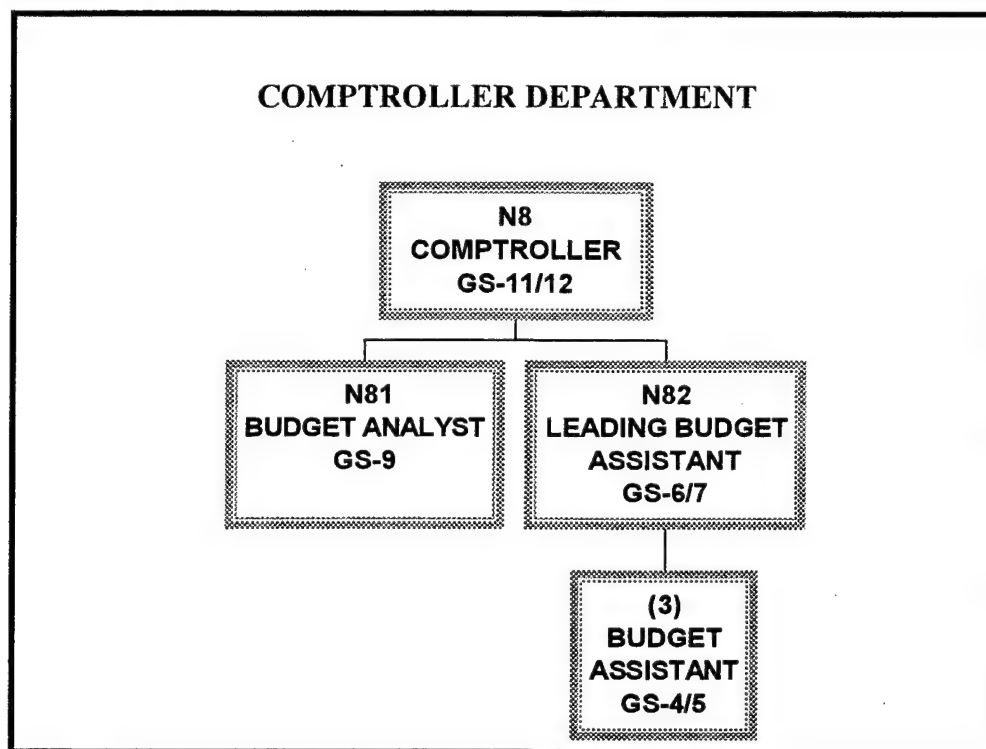 COMPTROLLER DEPARTMENT
N8
COMPTROLLER
GS-11/12
N81
BUDGET ANALYST
GS-9
N82
LEADING BUDGET
ASSISTANT
GS-6/7
(3)
BUDGET
ASSISTANT
GS-4/5